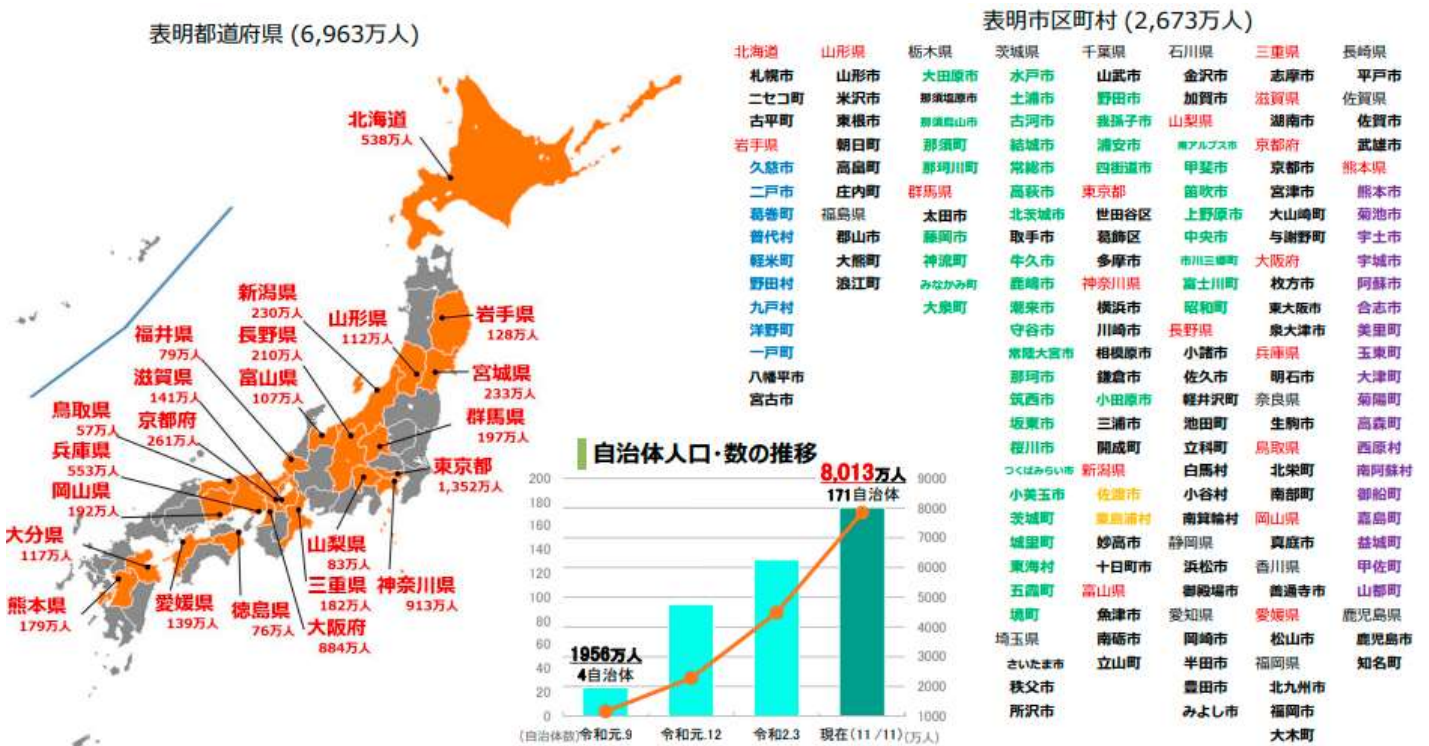 表明都道府県 (6,963万人)
北海道
538万人
新潟県
230万人
岩手県
128万人
山形県
112万人
福井県
79万人
長野県
210万人
宮城県
233万人
滋賀県
141万人
富山県
107万人
鳥取県
57万人
京都府
261万人
群馬県
197万人
兵庫県
553万人
東京都
1,352万人
岡山県
192万人
大分県
117万人
山梨県
83万人
三重県
182万人
神奈川県
913万人
熊本県
179万人
愛媛県
139万人
徳島県
76万人
大阪府
884万人
自治体人口･数の推移
8,013万人
171自治体
1956万人
4自治体
200
180
160
140
120
100
80
60
40
20
0
9000
8000
7000
6000
5000
4000
3000
2000
1000
(自治体数)
令和元.9
令和元.12
令和2.3
現在(11/11)
(万人)
表明市区町村 (2,673万人)
北海道
札幌市
ニセコ町
古平町
岩手県
久慈市
二戸市
葛巻町
普代村
軽米町
野田村
九戸村
洋野町
一戸町
八幡平市
宮古市
山形県
山形市
米沢市
東根市
朝日町
高畠町
庄内町
福島県
郡山市
大熊町
浪江町
栃木県
大田原市
那須塩原市
那須烏山市
那須町
那珂川町
群馬県
太田市
藤岡市
神流町
みなかみ町
大泉町
茨城県
水戸市
土浦市
古河市
結城市
常総市
高萩市
北茨城市
取手市
牛久市
鹿嶋市
潮来市
守谷市
常陸大宮市
那珂市
筑西市
坂東市
桜川市
つくばみらい市
小美玉市
茨城町
城里町
東海村
五霞町
境町
埼玉県
さいたま市
秩父市
所沢市
千葉県
山武市
野田市
我孫子市
浦安市
四街道市
東京都
世田谷区
葛飾区
多摩市
神奈川県
横浜市
川崎市
相模原市
鎌倉市
小田原市
三浦市
開成町
新潟県
佐渡市
粟島浦村
妙高市
十日町市
富山県
魚津市
南砺市
立山町
石川県
金沢市
加賀市
山梨県
南アルプス市
甲斐市
笛吹市
上野原市
中央市
市川三郷町
富士川町
昭和町
長野県
小諸市
佐久市
軽井沢町
池田町
立科町
白馬村
小谷村
南箕輪村
静岡県
浜松市
御殿場市
愛知県
岡崎市
半田市
豊田市
みよし市
三重県
志摩市
滋賀県
湖南市
京都府
京都市
宮津市
大山崎町
与謝野町
大阪府
枚方市
東大阪市
泉大津市
兵庫県
明石市
奈良県
生駒市
鳥取県
北栄町
南部町
岡山県
真庭市
香川県
善通寺市
愛媛県
松山市
福岡県
北九州市
福岡市
大木町
長崎県
平戸市
佐賀県
佐賀市
武雄市
熊本県
熊本市
菊池市
宇土市
宇城市
阿蘇市
合志市
美里町
玉東町
大津町
菊陽町
高森町
西原村
南阿蘇村
御船町
嘉島町
益城町
甲佐町
山都町
鹿児島県
鹿児島市
知名町